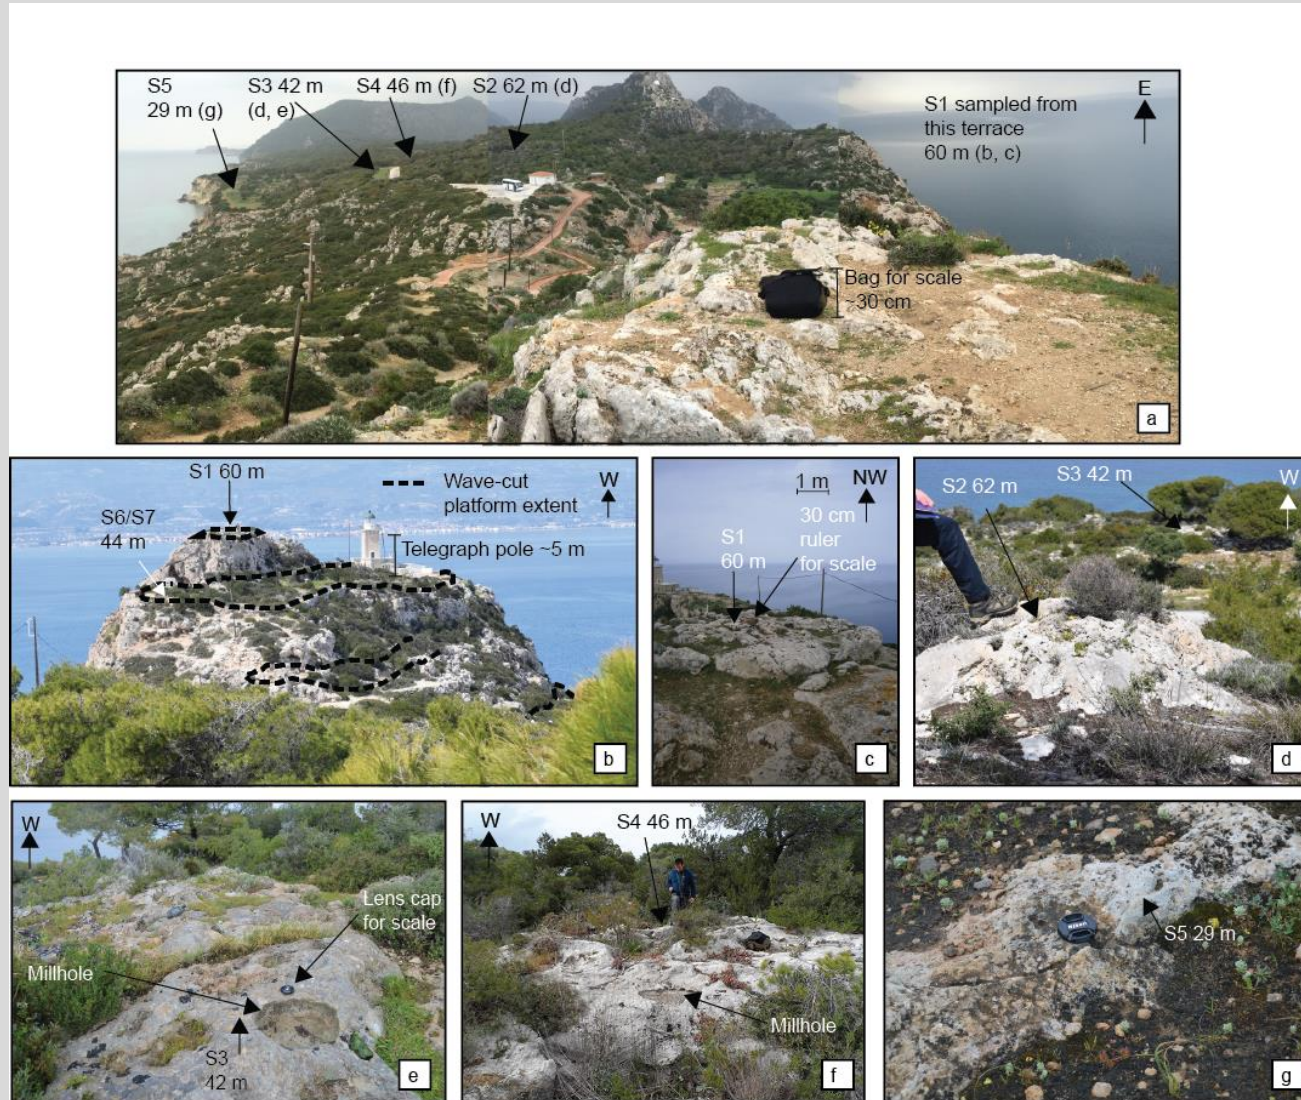 S5
29 m (g)
S3 42 m
(d, e)
S4 46 m (f)
S2 62 m (d)
S1 sampled from
this terrace
60 m (b, c)
E
Bag for scale
~30 cm
a
S1 60 m
S6/S7
44 m
Wave-cut
platform extent
W
Telegraph pole ~5 m
b
1 m
NW
30 cm
ruler
for scale
S1
60 m
c
S2 62 m
S3 42 m
W
d
W
Lens cap
for scale
Millhole
S3
42 m
e
W
S4 46 m
Millhole
f
Nikon
S5 29 m
g